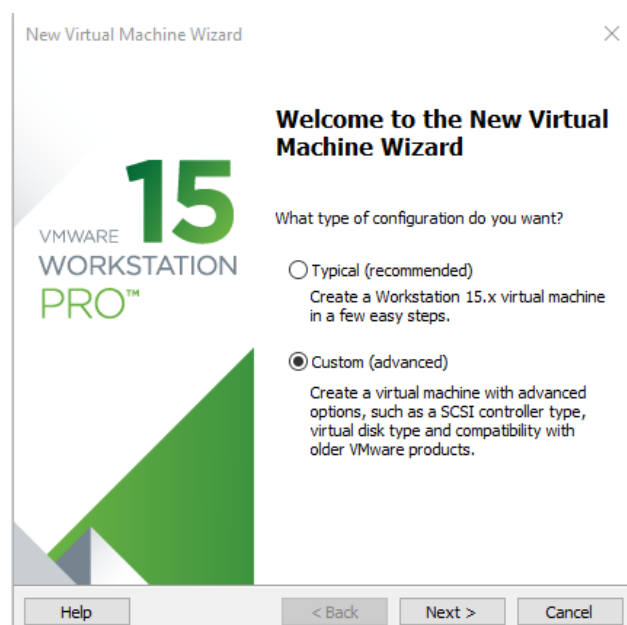 New Virtual Machine Wizard
Welcome to the New Virtual
Machine Wizard
15
VMWARE
WORKSTATION
PRO™
What type of configuration do you want?
Typical (recommended)
Create a Workstation 15.x virtual machine
in a few easy steps.
Custom (advanced)
Create a virtual machine with advanced
options, such as a SCSI controller type,
virtual disk type and compatibility with
older VMware products.
Help
< Back
Next >
Cancel